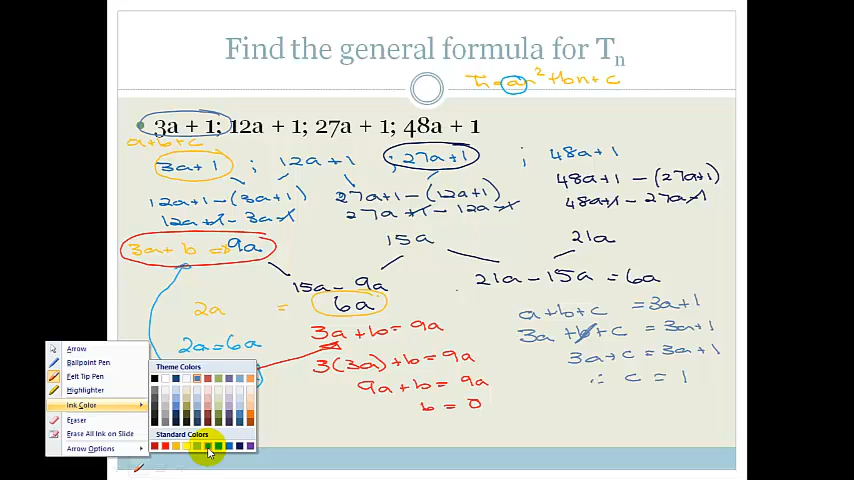 Find the general formula for Tn
Tn = an² + bn + c
3a + 1; 12a + 1; 27a + 1; 48a + 1
a+b+c
3a+1 ; 12a+1 ; 27a+1 ; 48a+1
12a+1-(3a+1) 27a+1-(12a+1) 48a+1-(27a+1)
12a+1-3a-1 27a+1-12a-1 48a+1-27a-1
3a+b = 9a 15a 21a
15a-9a 21a-15a = 6a
2a = 6a
2a=6a
3a+b=9a
3(3a)+b=9a
9a+b=9a
b=0
a+b+c = 3a+1
3a+b+c = 3a+1
3a+c=3a+1
∴ c = 1
Arrow
Ballpoint Pen
Felt Tip Pen
Highlighter
Ink Color
Eraser
Erase All Ink on Slide
Arrow Options
Theme Colors
Standard Colors